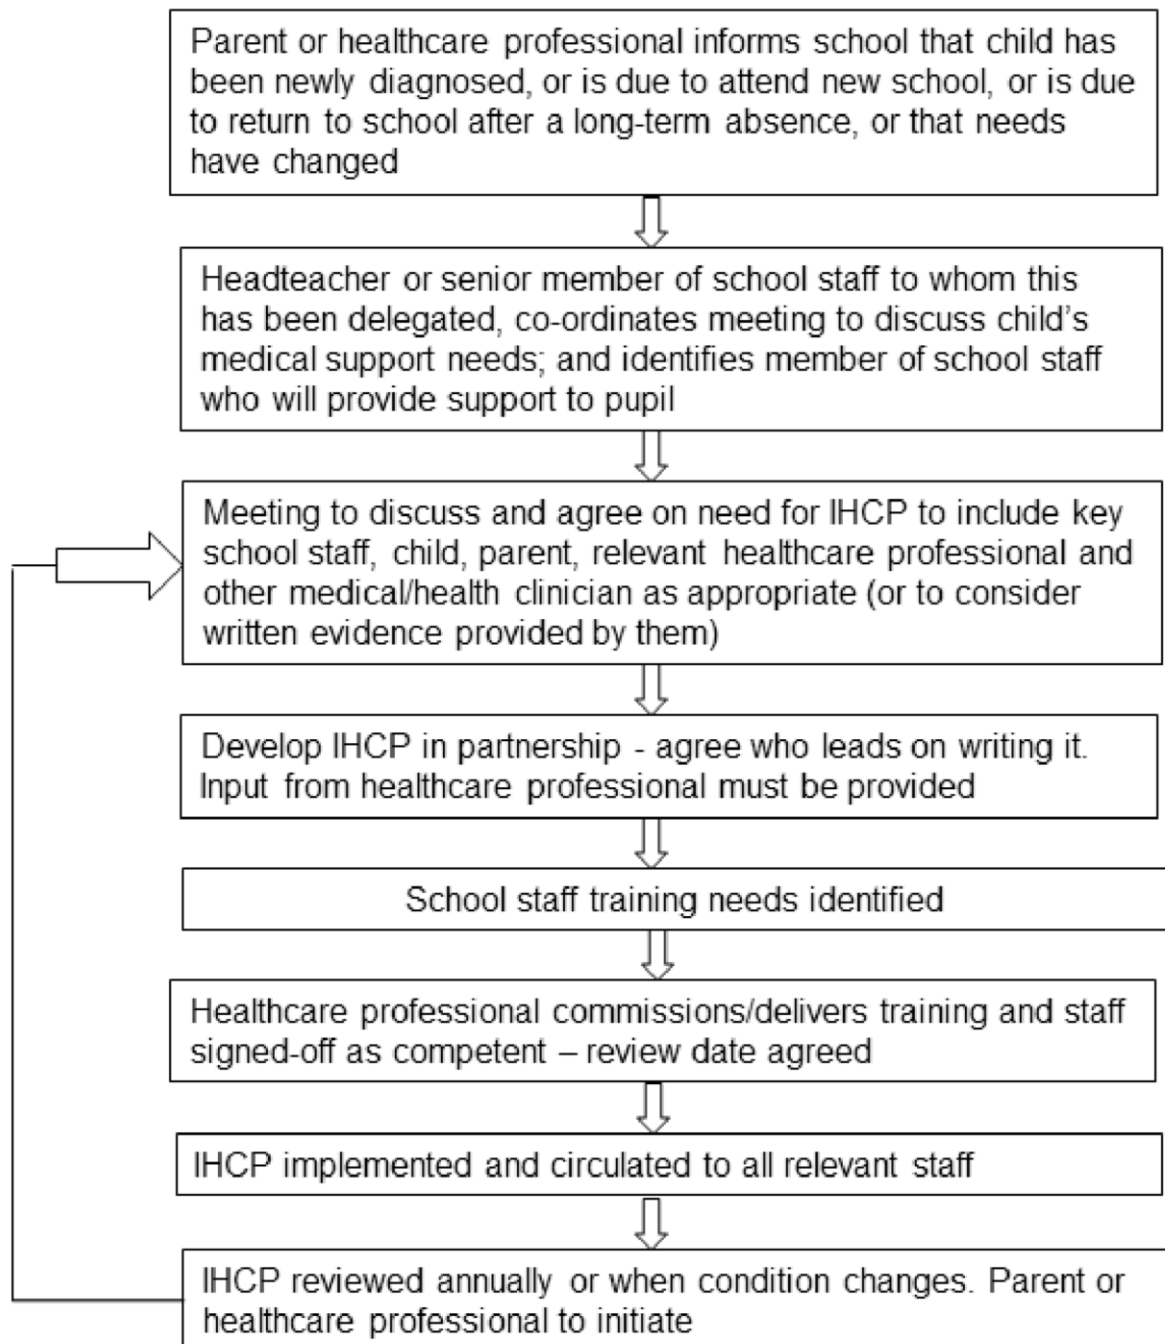 Parent or healthcare professional informs school that child has
been newly diagnosed, or is due to attend new school, or is due
to return to school after a long-term absence, or that needs
have changed
Headteacher or senior member of school staff to whom this
has been delegated, co-ordinates meeting to discuss child's
medical support needs; and identifies member of school staff
who will provide support to pupil
Meeting to discuss and agree on need for IHCP to include key
school staff, child, parent, relevant healthcare professional and
other medical/health clinician as appropriate (or to consider
written evidence provided by them)
Develop IHCP in partnership - agree who leads on writing it.
Input from healthcare professional must be provided
School staff training needs identified
Healthcare professional commissions/delivers training and staff
signed-off as competent – review date agreed
IHCP implemented and circulated to all relevant staff
IHCP reviewed annually or when condition changes. Parent or
healthcare professional to initiate